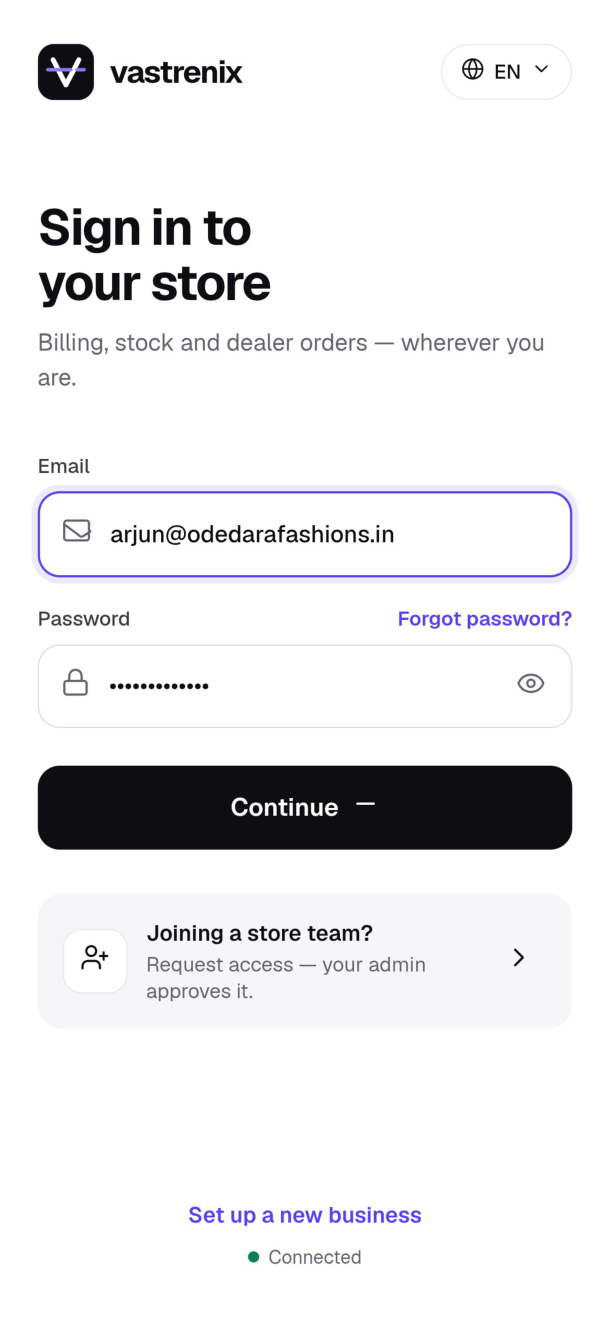 vastrenix
EN
Sign in to
your store
Billing, stock and dealer orders — wherever you
are.
Email
arjun@odedarafashions.in
Password
Forgot password?
•••••••••••••
Continue
Joining a store team?
Request access — your admin
approves it.
Set up a new business
Connected